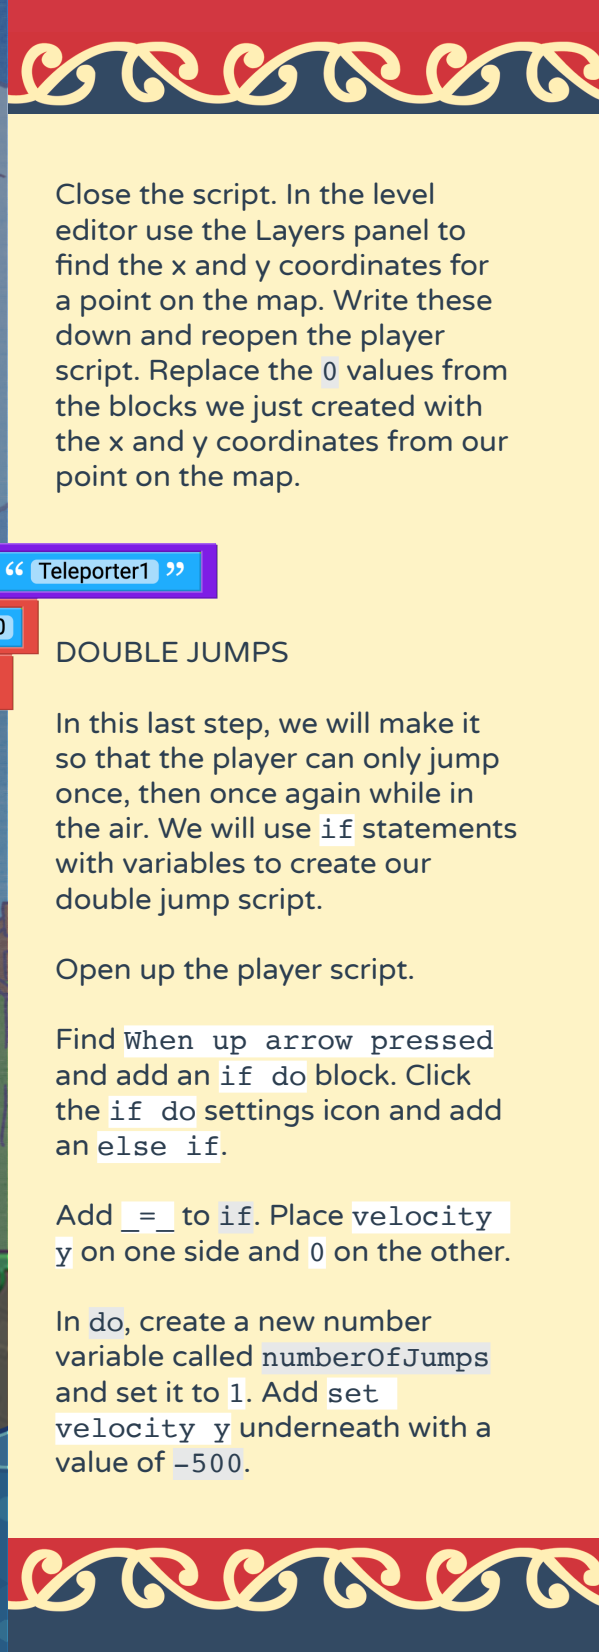 Close the script. In the level
editor use the Layers panel to
find the x and y coordinates for
a point on the map. Write these
down and reopen the player
script. Replace the 0 values from
the blocks we just created with
the x and y coordinates from our
point on the map.
“ Teleporter1 ”
0
DOUBLE JUMPS
In this last step, we will make it
so that the player can only jump
once, then once again while in
the air. We will use if statements
with variables to create our
double jump script.
Open up the player script.
Find When up arrow pressed
and add an if do block. Click
the if do settings icon and add
an else if.
Add _=_ to if. Place velocity
y on one side and 0 on the other.
In do, create a new number
variable called numberOfJumps
and set it to 1. Add set
velocity y underneath with a
value of -500.